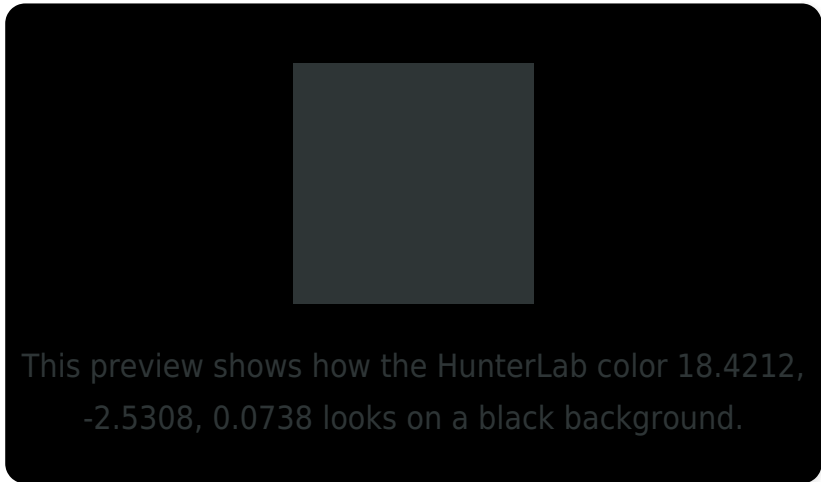 This preview shows how the HunterLab color 18.4212,
-2.5308, 0.0738 looks on a black background.